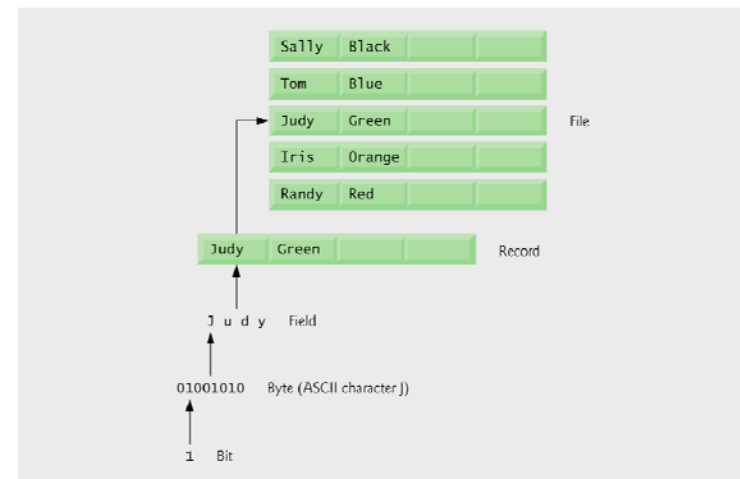 Sally Black
Tom Blue
Judy Green File
Iris Orange
Randy Red
Judy Green Record
J u d y Field
01001010 Byte (ASCII character J)
1 Bit